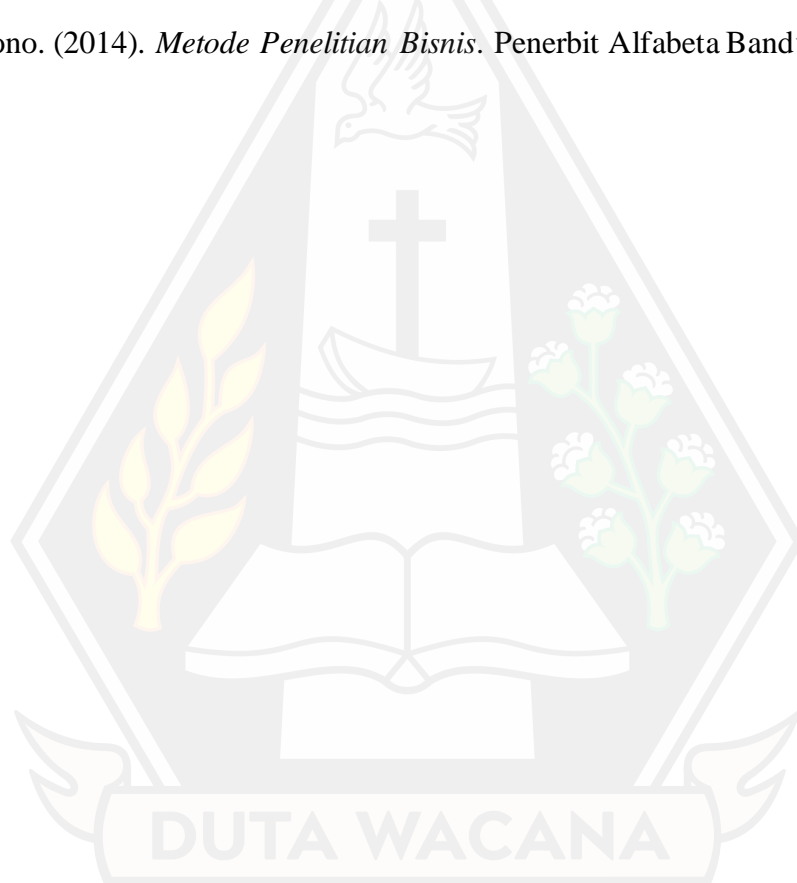 ono. (2014). Metode Penelitian Bisnis. Penerbit Alfabeta Band
DUTA WACANA